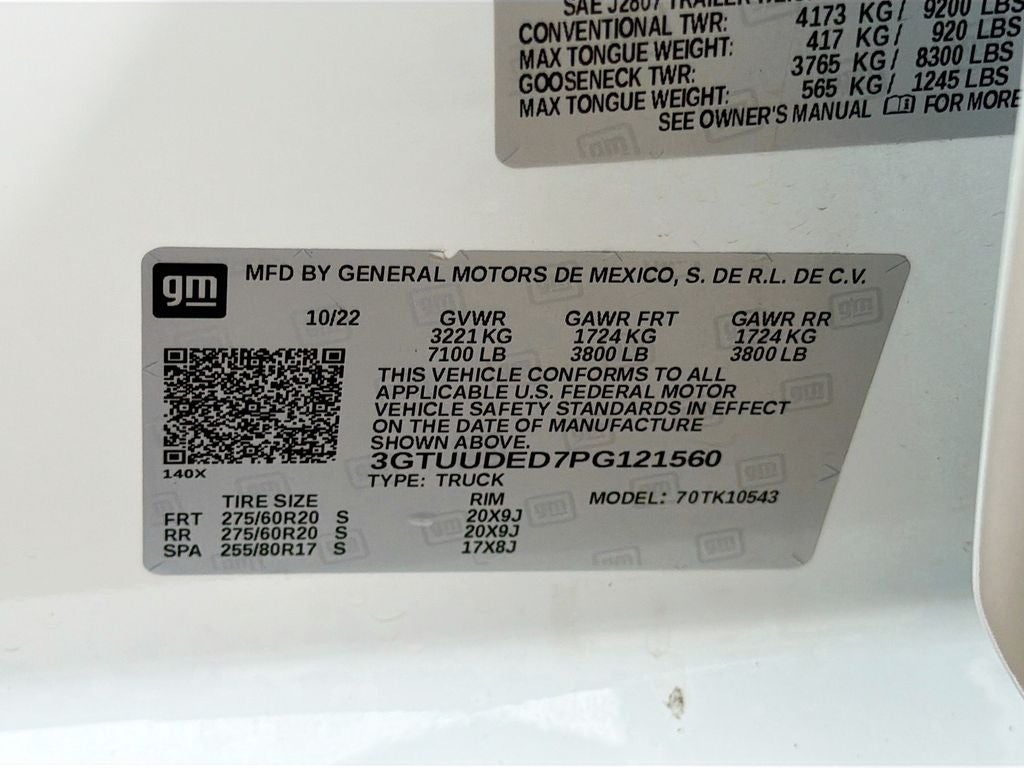 SAE J2807 TRAILER
CONVENTIONAL TWR: 4173 KG/ 9200 LBS
MAX TONGUE WEIGHT: 417 KG/ 920 LBS
GOOSENECK TWR: 3765 KG/ 8300 LBS
MAX TONGUE WEIGHT: 565 KG/ 1245 LBS
SEE OWNER'S MANUAL FOR MORE
gm MFD BY GENERAL MOTORS DE MEXICO, S. DE R.L. DE C.V.
10/22 GVWR GAWR FRT GAWR RR
3221 KG 1724 KG 1724 KG
7100 LB 3800 LB 3800 LB
THIS VEHICLE CONFORMS TO ALL
APPLICABLE U.S. FEDERAL MOTOR
VEHICLE SAFETY STANDARDS IN EFFECT
ON THE DATE OF MANUFACTURE
SHOWN ABOVE.
3GTUUDED7PG121560
140X
TYPE: TRUCK
TIRE SIZE RIM MODEL: 70TK10543
FRT 275/60R20 S 20X9J
RR 275/60R20 S 20X9J
SPA 255/80R17 S 17X8J